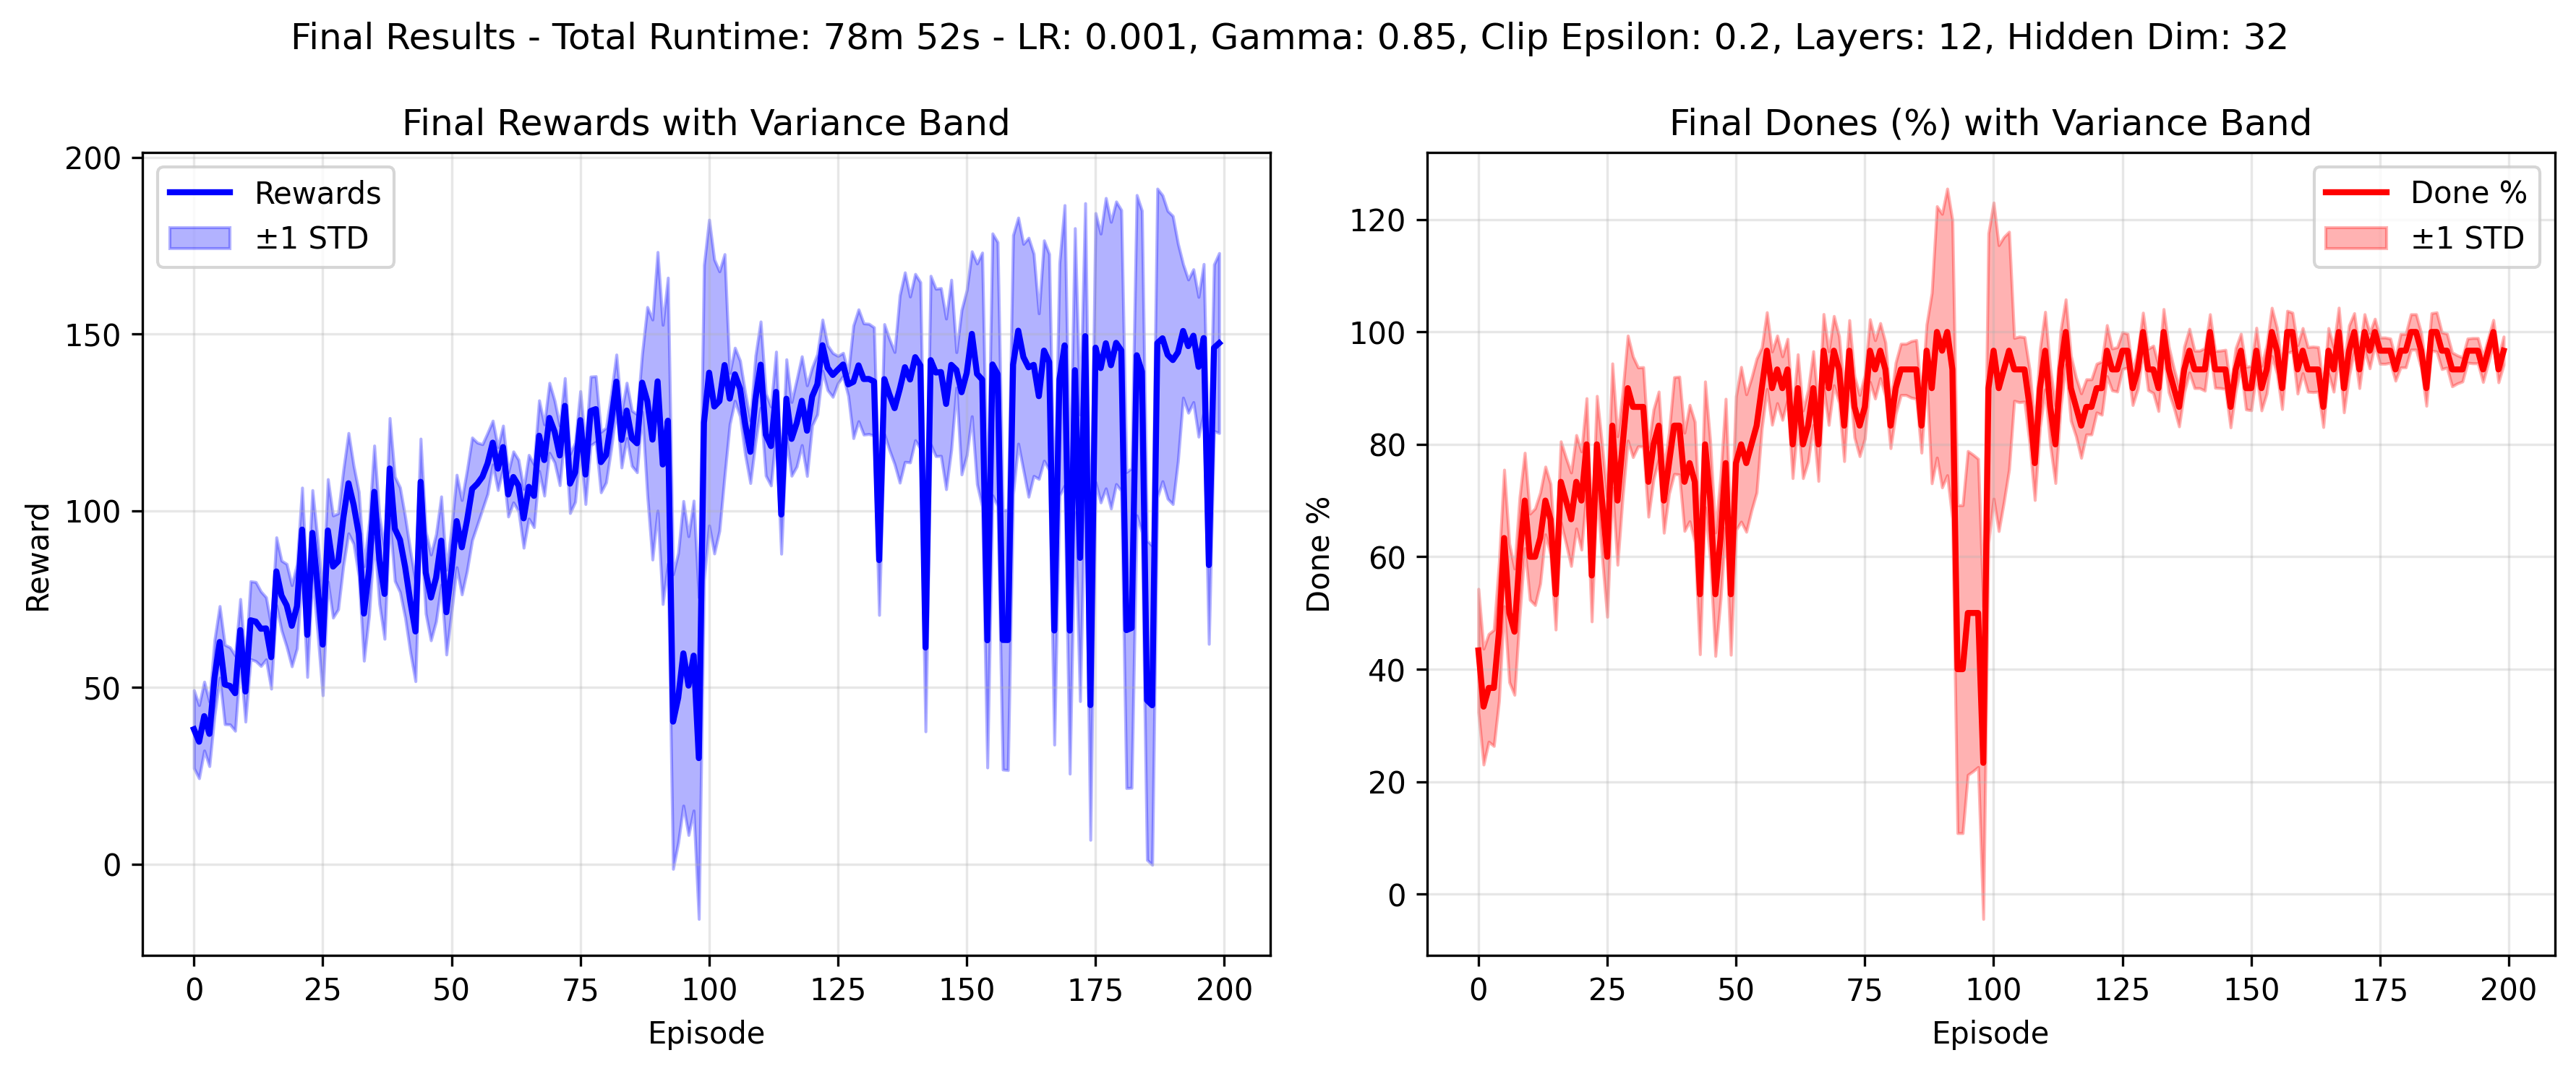 Final Results - Total Runtime: 78m 52s - LR: 0.001, Gamma: 0.85, Clip Epsilon: 0.2, Layers: 12, Hidden Dim: 32
Final Rewards with Variance Band
200
150
100
50
0
Reward
Rewards
±1 STD
0 25 50 75 100 125 150 175 200
Episode
Final Dones (%) with Variance Band
120
100
80
60
40
20
0
Done %
Done %
±1 STD
0 25 50 75 100 125 150 175 200
Episode